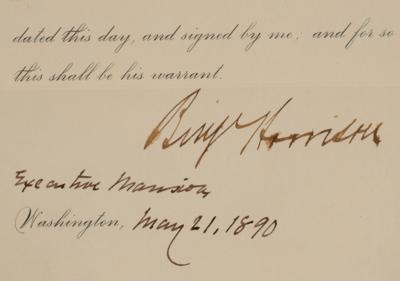 dated this day, and signed by me; and for so
this shall be his warrant.
Benj Harrison
Executive Mansion
Washington, May 21, 1890